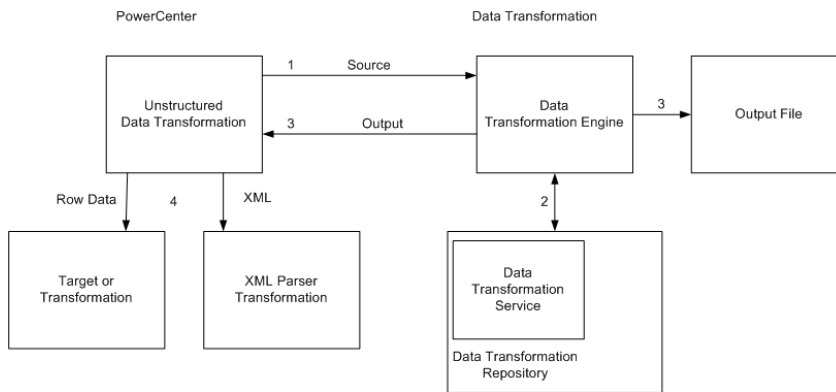 PowerCenter
Data Transformation
1 Source
Unstructured
Data Transformation
3 Output
Data
Transformation Engine
3
Output File
Row Data
4
XML
2
Target or
Transformation
XML Parser
Transformation
Data
Transformation
Service
Data Transformation
Repository